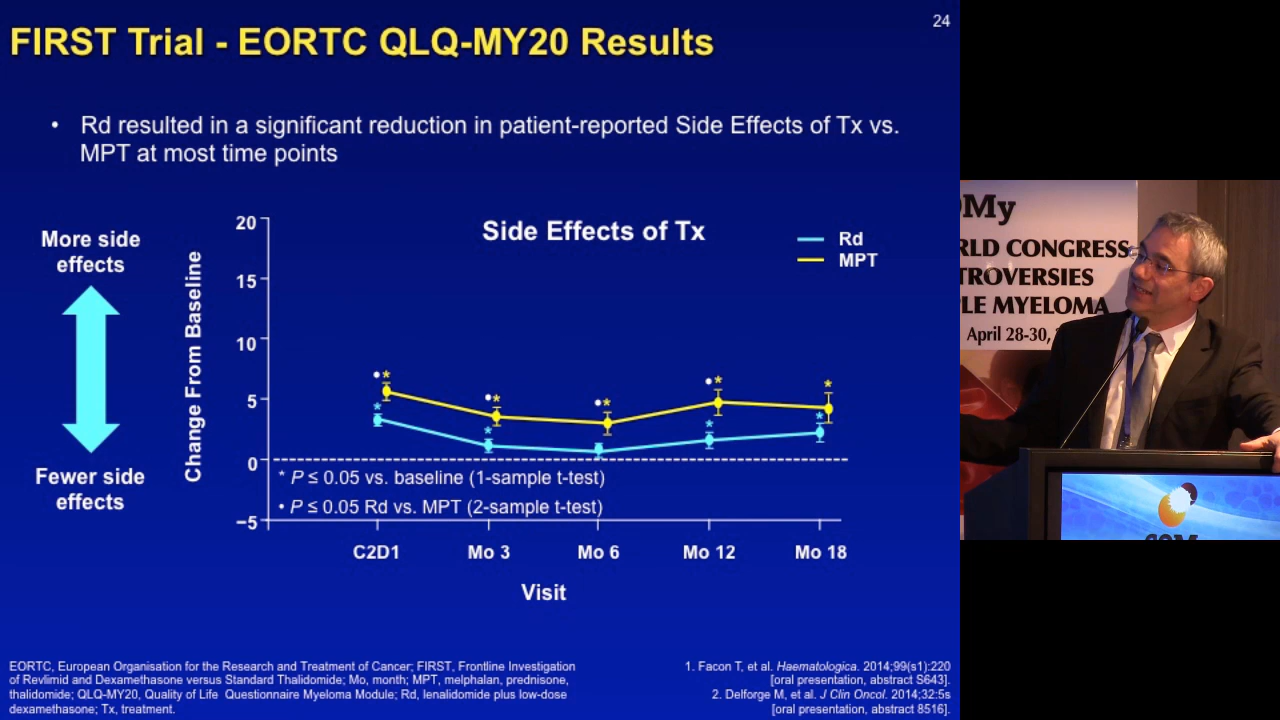 24
FIRST Trial - EORTC QLQ-MY20 Results
• Rd resulted in a significant reduction in patient-reported Side Effects of Tx vs.
MPT at most time points
Side Effects of Tx
Rd
MPT
More side
effects
Fewer side
effects
Change From Baseline
20
15
10
5
0
−5
* P ≤ 0.05 vs. baseline (1-sample t-test)
• P ≤ 0.05 Rd vs. MPT (2-sample t-test)
C2D1 Mo 3 Mo 6 Mo 12 Mo 18
Visit
EORTC, European Organisation for the Research and Treatment of Cancer; FIRST, Frontline Investigation
of Revlimid and Dexamethasone versus Standard Thalidomide; Mo, month; MPT, melphalan, prednisone,
thalidomide; QLQ-MY20, Quality of Life Questionnaire Myeloma Module; Rd, lenalidomide plus low-dose
dexamethasone; Tx, treatment.
1. Facon T, et al. Haematologica. 2014;99(s1):220
[oral presentation, abstract S643].
2. Delforge M, et al. J Clin Oncol. 2014;32:5s
[oral presentation, abstract 8516].
OMy
RLD CONGRESS
TROVERSIES
LE MYELOMA
April 28-30,